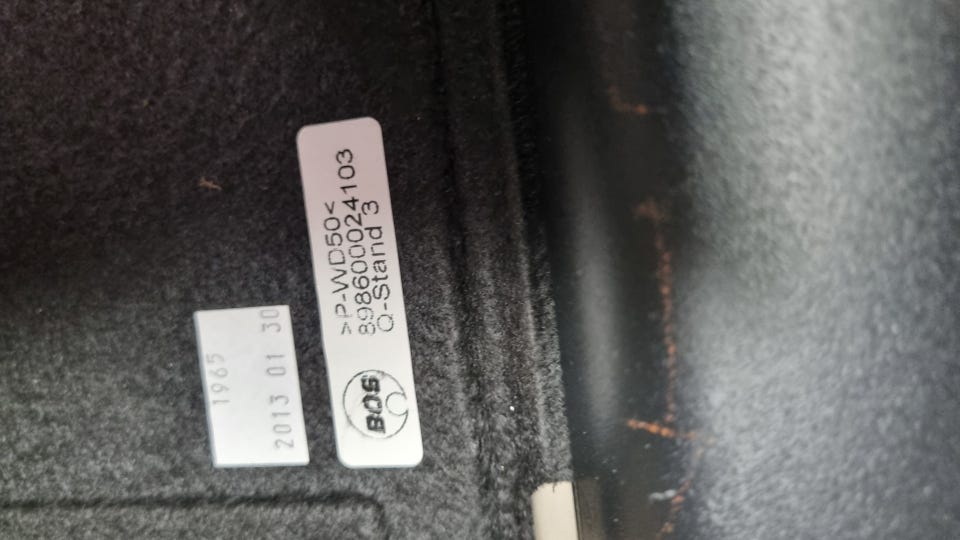 >P-WD50<
898600024103
Q-Stand 3
BOS
1965
2013 01 30